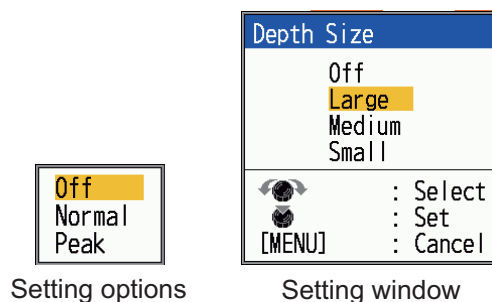 Depth Size
Off
Large
Medium
Small
: Select
: Set
[MENU] : Cancel
Off
Normal
Peak
Setting options
Setting window